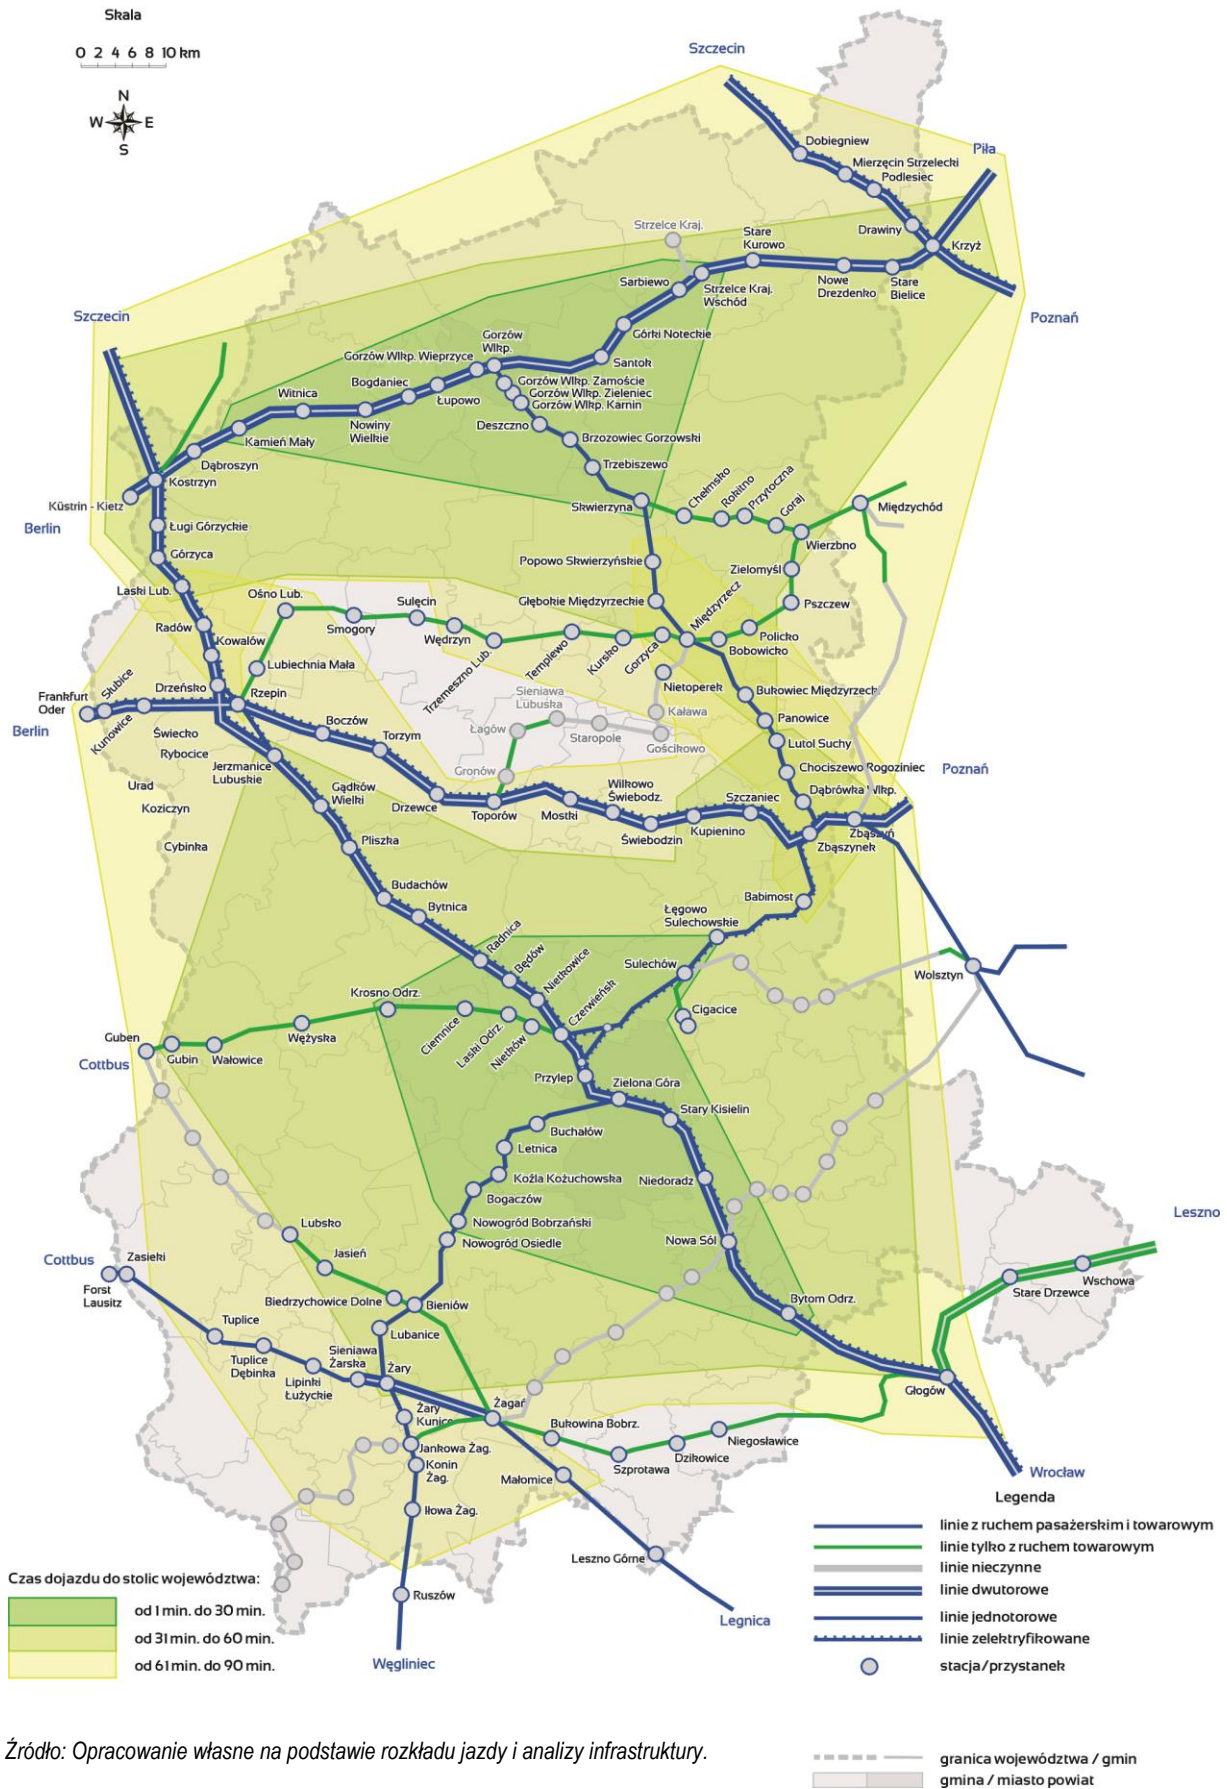 Skala
0 2 4 6 8 10 km
N
W E
S
Szczecin
Dobiegniew
Mierzęcin Strzelecki
Podlesiec
Piła
Drawiny
Krzyż
Strzelce Kraj.
Stare
Kurowo
Sarbiewo
Strzelce Kraj.
Wschód
Nowe
Drezdenko
Stare
Bielice
Poznań
Szczecin
Górki Noteckie
Gorzów
Wlkp.
Gorzów Wlkp. Wieprzyce
Santok
Bogdaniec
Witnica
Łupowo
Gorzów Wlkp. Zamoście
Gorzów Wlkp. Zieleniec
Gorzów Wlkp. Karnin
Nowiny
Wielkie
Deszczno
Kamień Mały
Brzozowiec Gorzowski
Dąbroszyn
Trzebiszewo
Kostrzyn
Küstrin - Kietz
Skwierzyna
Chełmsko
Rokitno
Przytoczna
Goraj
Międzychód
Berlin
Ługi Górzyckie
Wierzbno
Górzyca
Popowo Skwierzyńskie
Zielomyśl
Laski Lub.
Ośno Lub.
Sulęcin
Głębokie Międzyrzeckie
Międzyrzecz
Pszczew
Radów
Smogory
Wędrzyn
Policko
Kowalów
Trzemeszno Lub.
Templewo
Kursko
Gorzyca
Bobowicko
Lubiechnia Mała
Nietoperek
Drzeńsko
Rzepin
Bukowiec Międzyrzeck.
Frankfurt
Oder
Słubice
Kunowice
Sieniawa
Lubuska
Kaława
Panowice
Berlin
Świecko
Boczów
Łagów
Staropole
Gościkowo
Lutol Suchy
Rybocice
Torzym
Jerzmanice
Lubuskie
Gronów
Chociszewo Rogoziniec
Poznań
Urad
Gądków
Wielki
Wilkowo
Świebodz.
Szczaniec
Dąbrówka Wlkp.
Koziczyn
Drzewce
Toporów
Mostki
Świebodzin
Kupienino
Zbąszyń
Zbąszynek
Cybinka
Pliszka
Budachów
Babimost
Bytnica
Łęgowo
Sulechowskie
Radnica
Będów
Nietkowice
Sulechów
Wolsztyn
Krosno Odrz.
Ciemnice
Laski Odrz.
Nietków
Czerwieńsk
Cigacice
Wężyska
Guben
Gubin
Wałowice
Cottbus
Przylep
Zielona Góra
Stary Kisielin
Buchałów
Letnica
Koźla Kożuchowska
Niedoradz
Bogaczów
Nowogród Bobrzański
Lubsko
Nowogród Osiedle
Nowa Sól
Leszno
Cottbus
Zasieki
Jasień
Forst
Lausitz
Wschowa
Stare Drzewce
Biedrzychowice Dolne
Bieniów
Bytom Odrz.
Tuplice
Lubanice
Tuplice
Dębinka
Sieniawa
Żarska
Żary
Lipinki
Łużyckie
Głogów
Żary
Kunice
Żagań
Bukowina Bobrz.
Jankowa Żag.
Niegosławice
Dzikowice
Szprotawa
Konin
Żag.
Małomice
Wrocław
Iłowa Żag.
Leszno Górne
Ruszów
Legnica
Węgliniec
Legenda
linie z ruchem pasażerskim i towarowym
linie tylko z ruchem towarowym
linie nieczynne
linie dwutorowe
linie jednotorowe
linie zelektryfikowane
stacja/przystanek
Czas dojazdu do stolic województwa:
od 1 min. do 30 min.
od 31 min. do 60 min.
od 61 min. do 90 min.
Źródło: Opracowanie własne na podstawie rozkładu jazdy i analizy infrastruktury.
granica województwa / gmin
gmina / miasto powiat